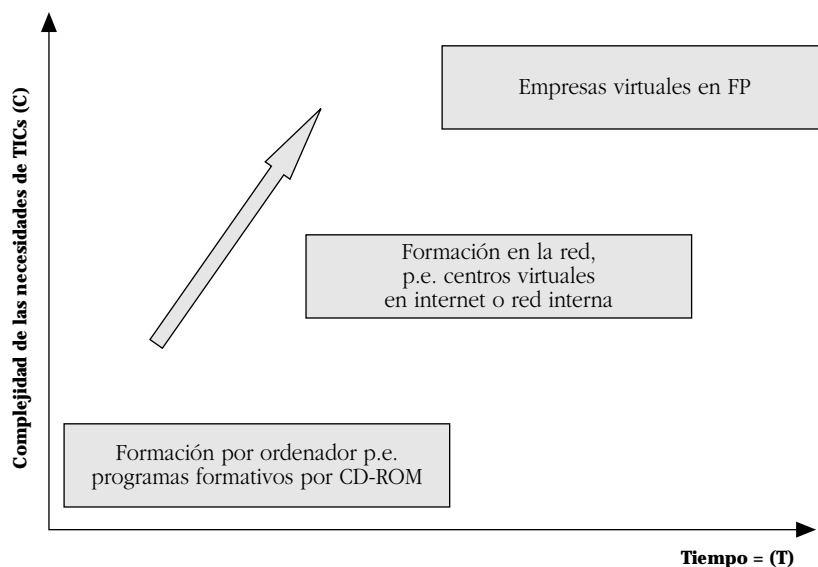 Complejidad de las necesidades de TICs (C)
Empresas virtuales en FP
Formación en la red,
p.e. centros virtuales
en internet o red interna
Formación por ordenador p.e.
programas formativos por CD-ROM
Tiempo = (T)